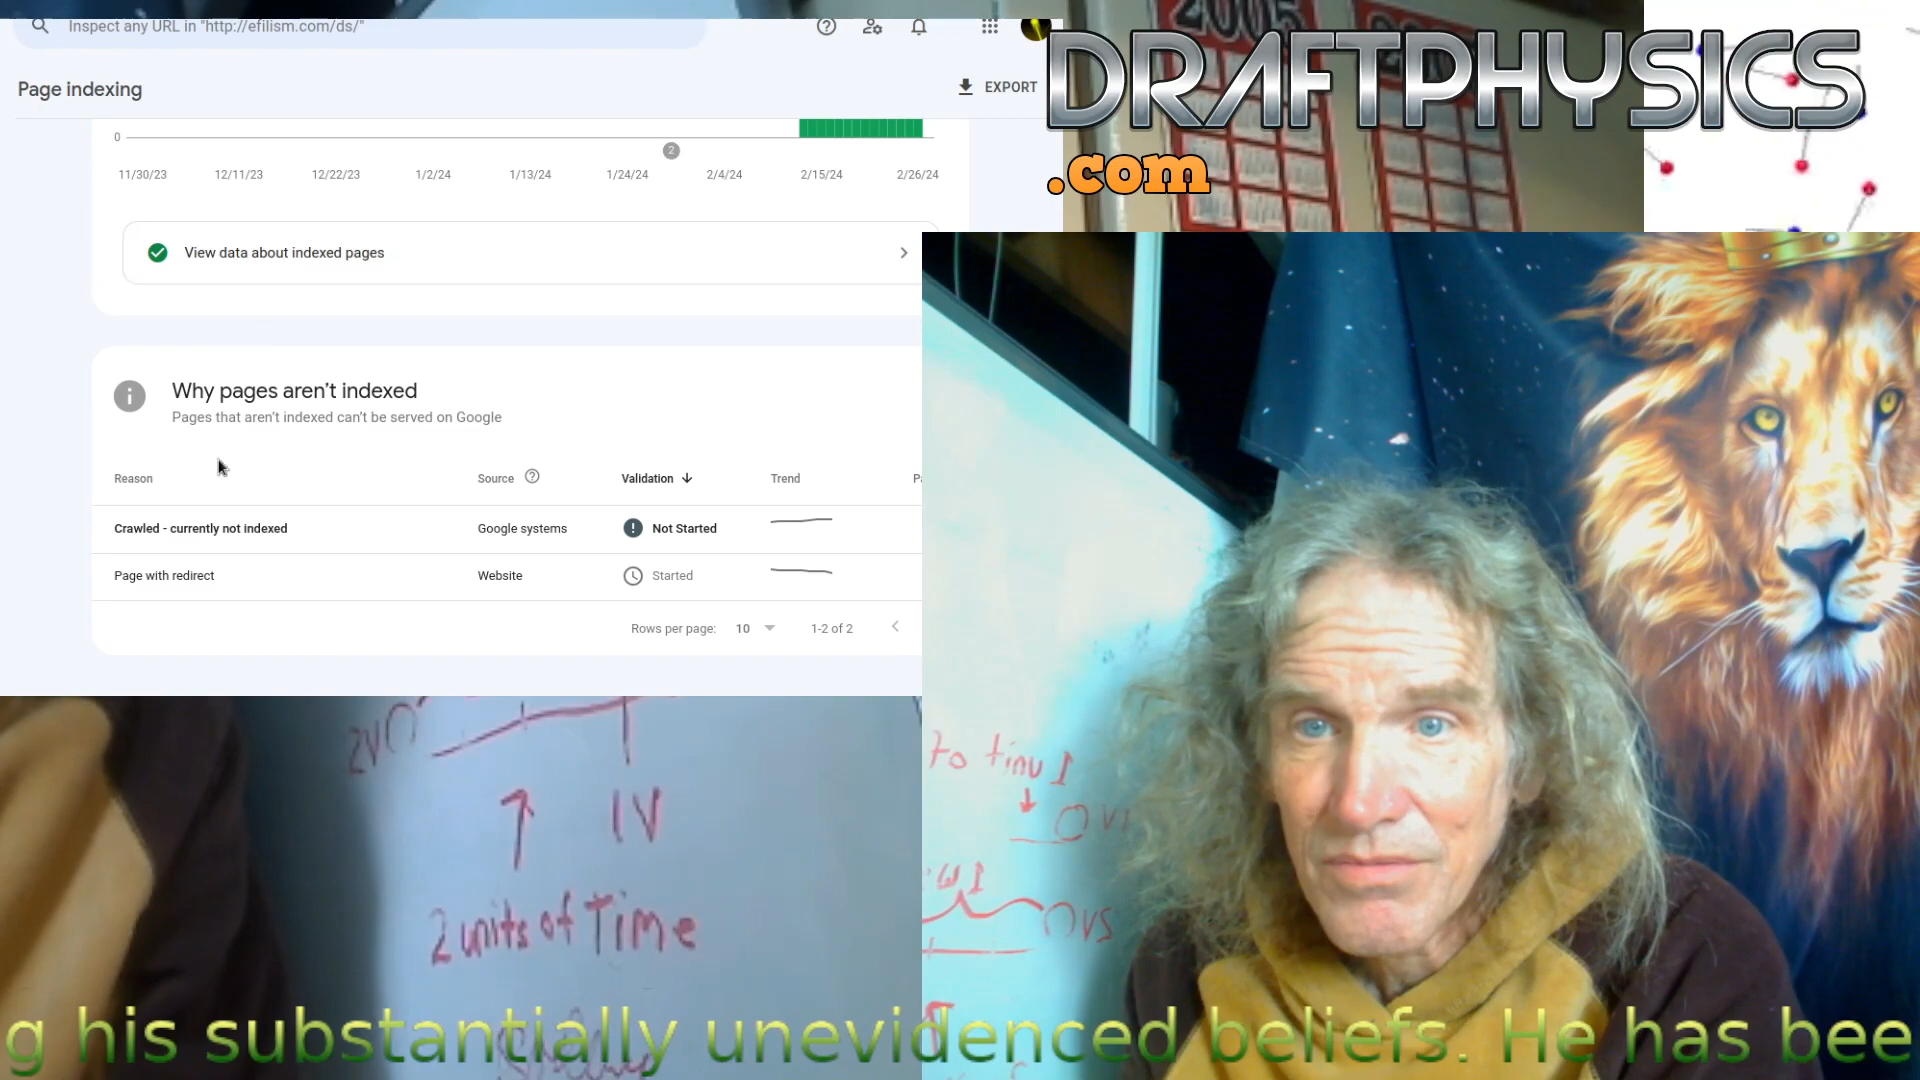 2005
Inspect any URL in "http://efilism.com/ds/"
Page indexing
EXPORT
DRAFTPHYSICS
.com
0
2
11/30/23 12/11/23 12/22/23 1/2/24 1/13/24 1/24/24 2/4/24 2/15/24 2/26/24
View data about indexed pages
Why pages aren't indexed
Pages that aren't indexed can't be served on Google
Reason Source Validation Trend
Crawled - currently not indexed Google systems Not Started
Page with redirect Website Started
Rows per page: 10 1-2 of 2
1V
2 units of Time
to tiny I
OVS
g his substantially unevidenced beliefs. He has bee